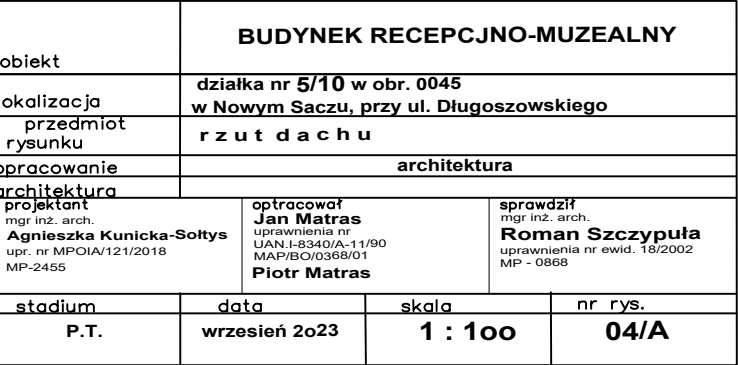 obiekt
BUDYNEK RECEPCJNO-MUZEALNY
okalizacja
działka nr 5/10 w obr. 0045
w Nowym Saczu, przy ul. Długoszowskiego
przedmiot
rysunku
r z u t d a c h u
opracowanie
architektura
architektura
projektant
mgr inż. arch.
Agnieszka Kunicka-Sołtys
upr. nr MPOIA/121/2018
MP-2455
optracował
Jan Matras
uprawnienia nr
UAN.I-8340/A-11/90
MAP/BO/0368/01
Piotr Matras
sprawdził
mgr inż. arch.
Roman Szczypuła
uprawnienia nr ewid. 18/2002
MP - 0868
stadium
data
skala
nr rys.
P.T.
wrzesień 2o23
1 : 1oo
04/A